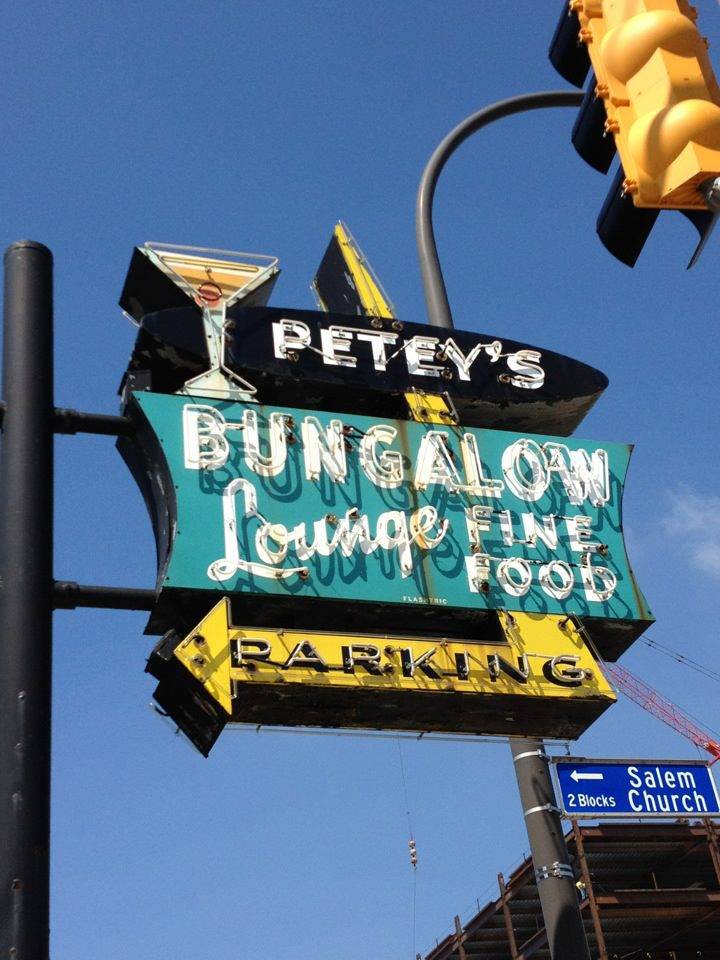 PETEY'S
BUNGALOW
Lounge FINE
FOOD
FLASHTRIC
PARKING
Salem
2 Blocks Church